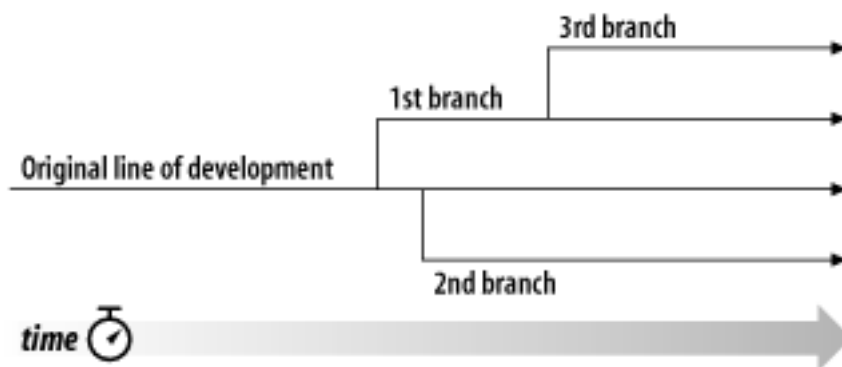 3rd branch
1st branch
Original line of development
2nd branch
time